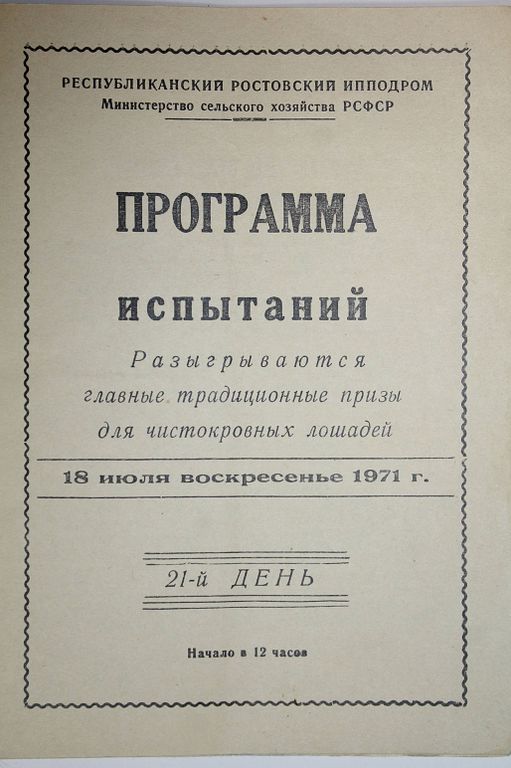 РЕСПУБЛИКАНСКИЙ РОСТОВСКИЙ ИППОДРОМ
Министерство сельского хозяйства РСФСР
ПРОГРАММА
испытаний
Разыгрываются
главные традиционные призы
для чистокровных лошадей
18 июля воскресенье 1971 г.
21-й ДЕНЬ
Начало в 12 часов